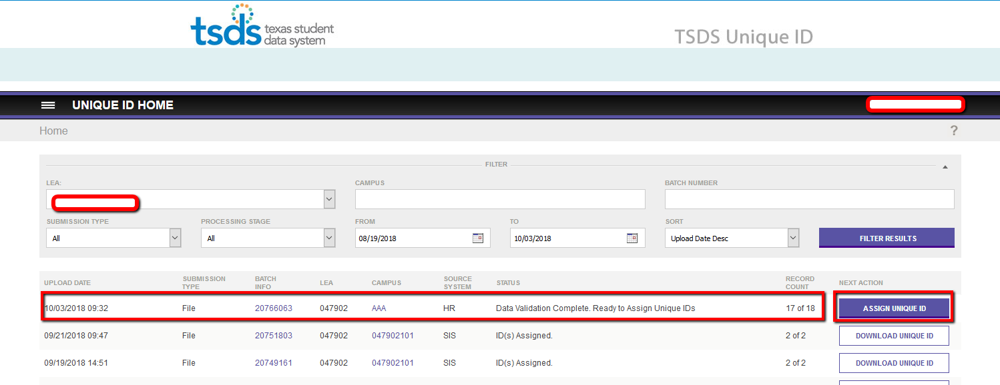 tsds texas student
data system
TSDS Unique ID
UNIQUE ID HOME
Home ?
FILTER
LEA: CAMPUS BATCH NUMBER
SUBMISSION TYPE PROCESSING STAGE FROM TO SORT
All All 08/19/2018 10/03/2018 Upload Date Desc FILTER RESULTS
UPLOAD DATE SUBMISSION TYPE BATCH INFO LEA CAMPUS SOURCE SYSTEM STATUS RECORD COUNT NEXT ACTION
10/03/2018 09:32 File 20766063 047902 AAA HR Data Validation Complete. Ready to Assign Unique IDs 17 of 18 ASSIGN UNIQUE ID
09/21/2018 09:47 File 20751803 047902 047902101 SIS ID(s) Assigned. 2 of 2 DOWNLOAD UNIQUE ID
09/19/2018 14:51 File 20749161 047902 047902101 SIS ID(s) Assigned. 2 of 2 DOWNLOAD UNIQUE ID